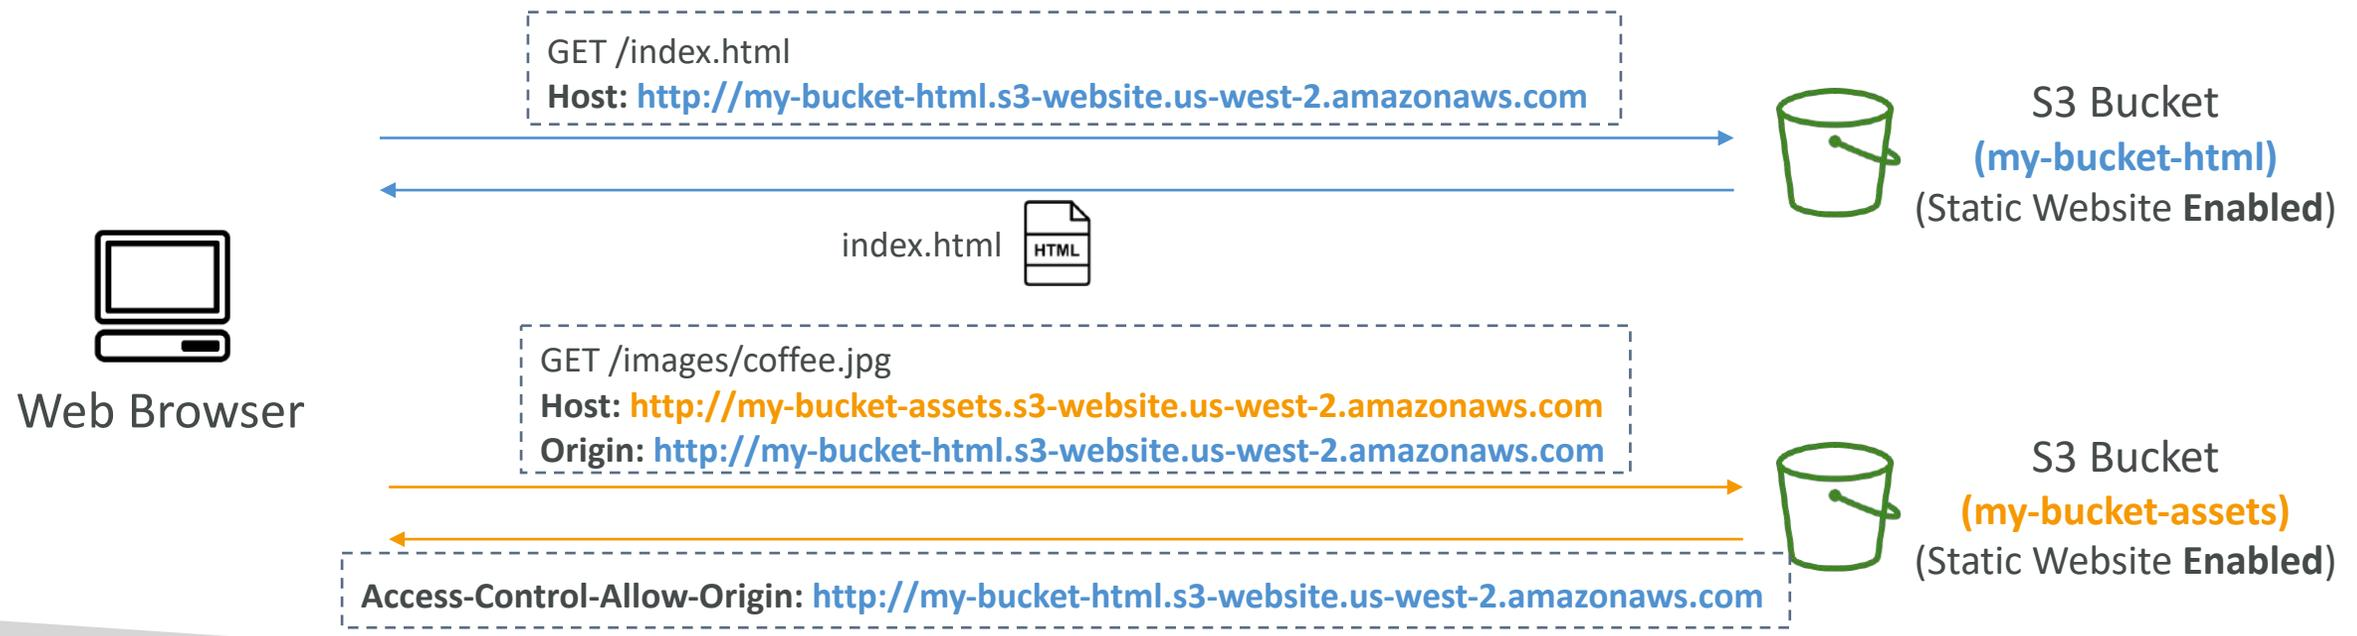 GET /index.html
Host: http://my-bucket-html.s3-website.us-west-2.amazonaws.com
S3 Bucket
(my-bucket-html)
(Static Website Enabled)
index.html
HTML
Web Browser
GET /images/coffee.jpg
Host: http://my-bucket-assets.s3-website.us-west-2.amazonaws.com
Origin: http://my-bucket-html.s3-website.us-west-2.amazonaws.com
S3 Bucket
(my-bucket-assets)
(Static Website Enabled)
Access-Control-Allow-Origin: http://my-bucket-html.s3-website.us-west-2.amazonaws.com